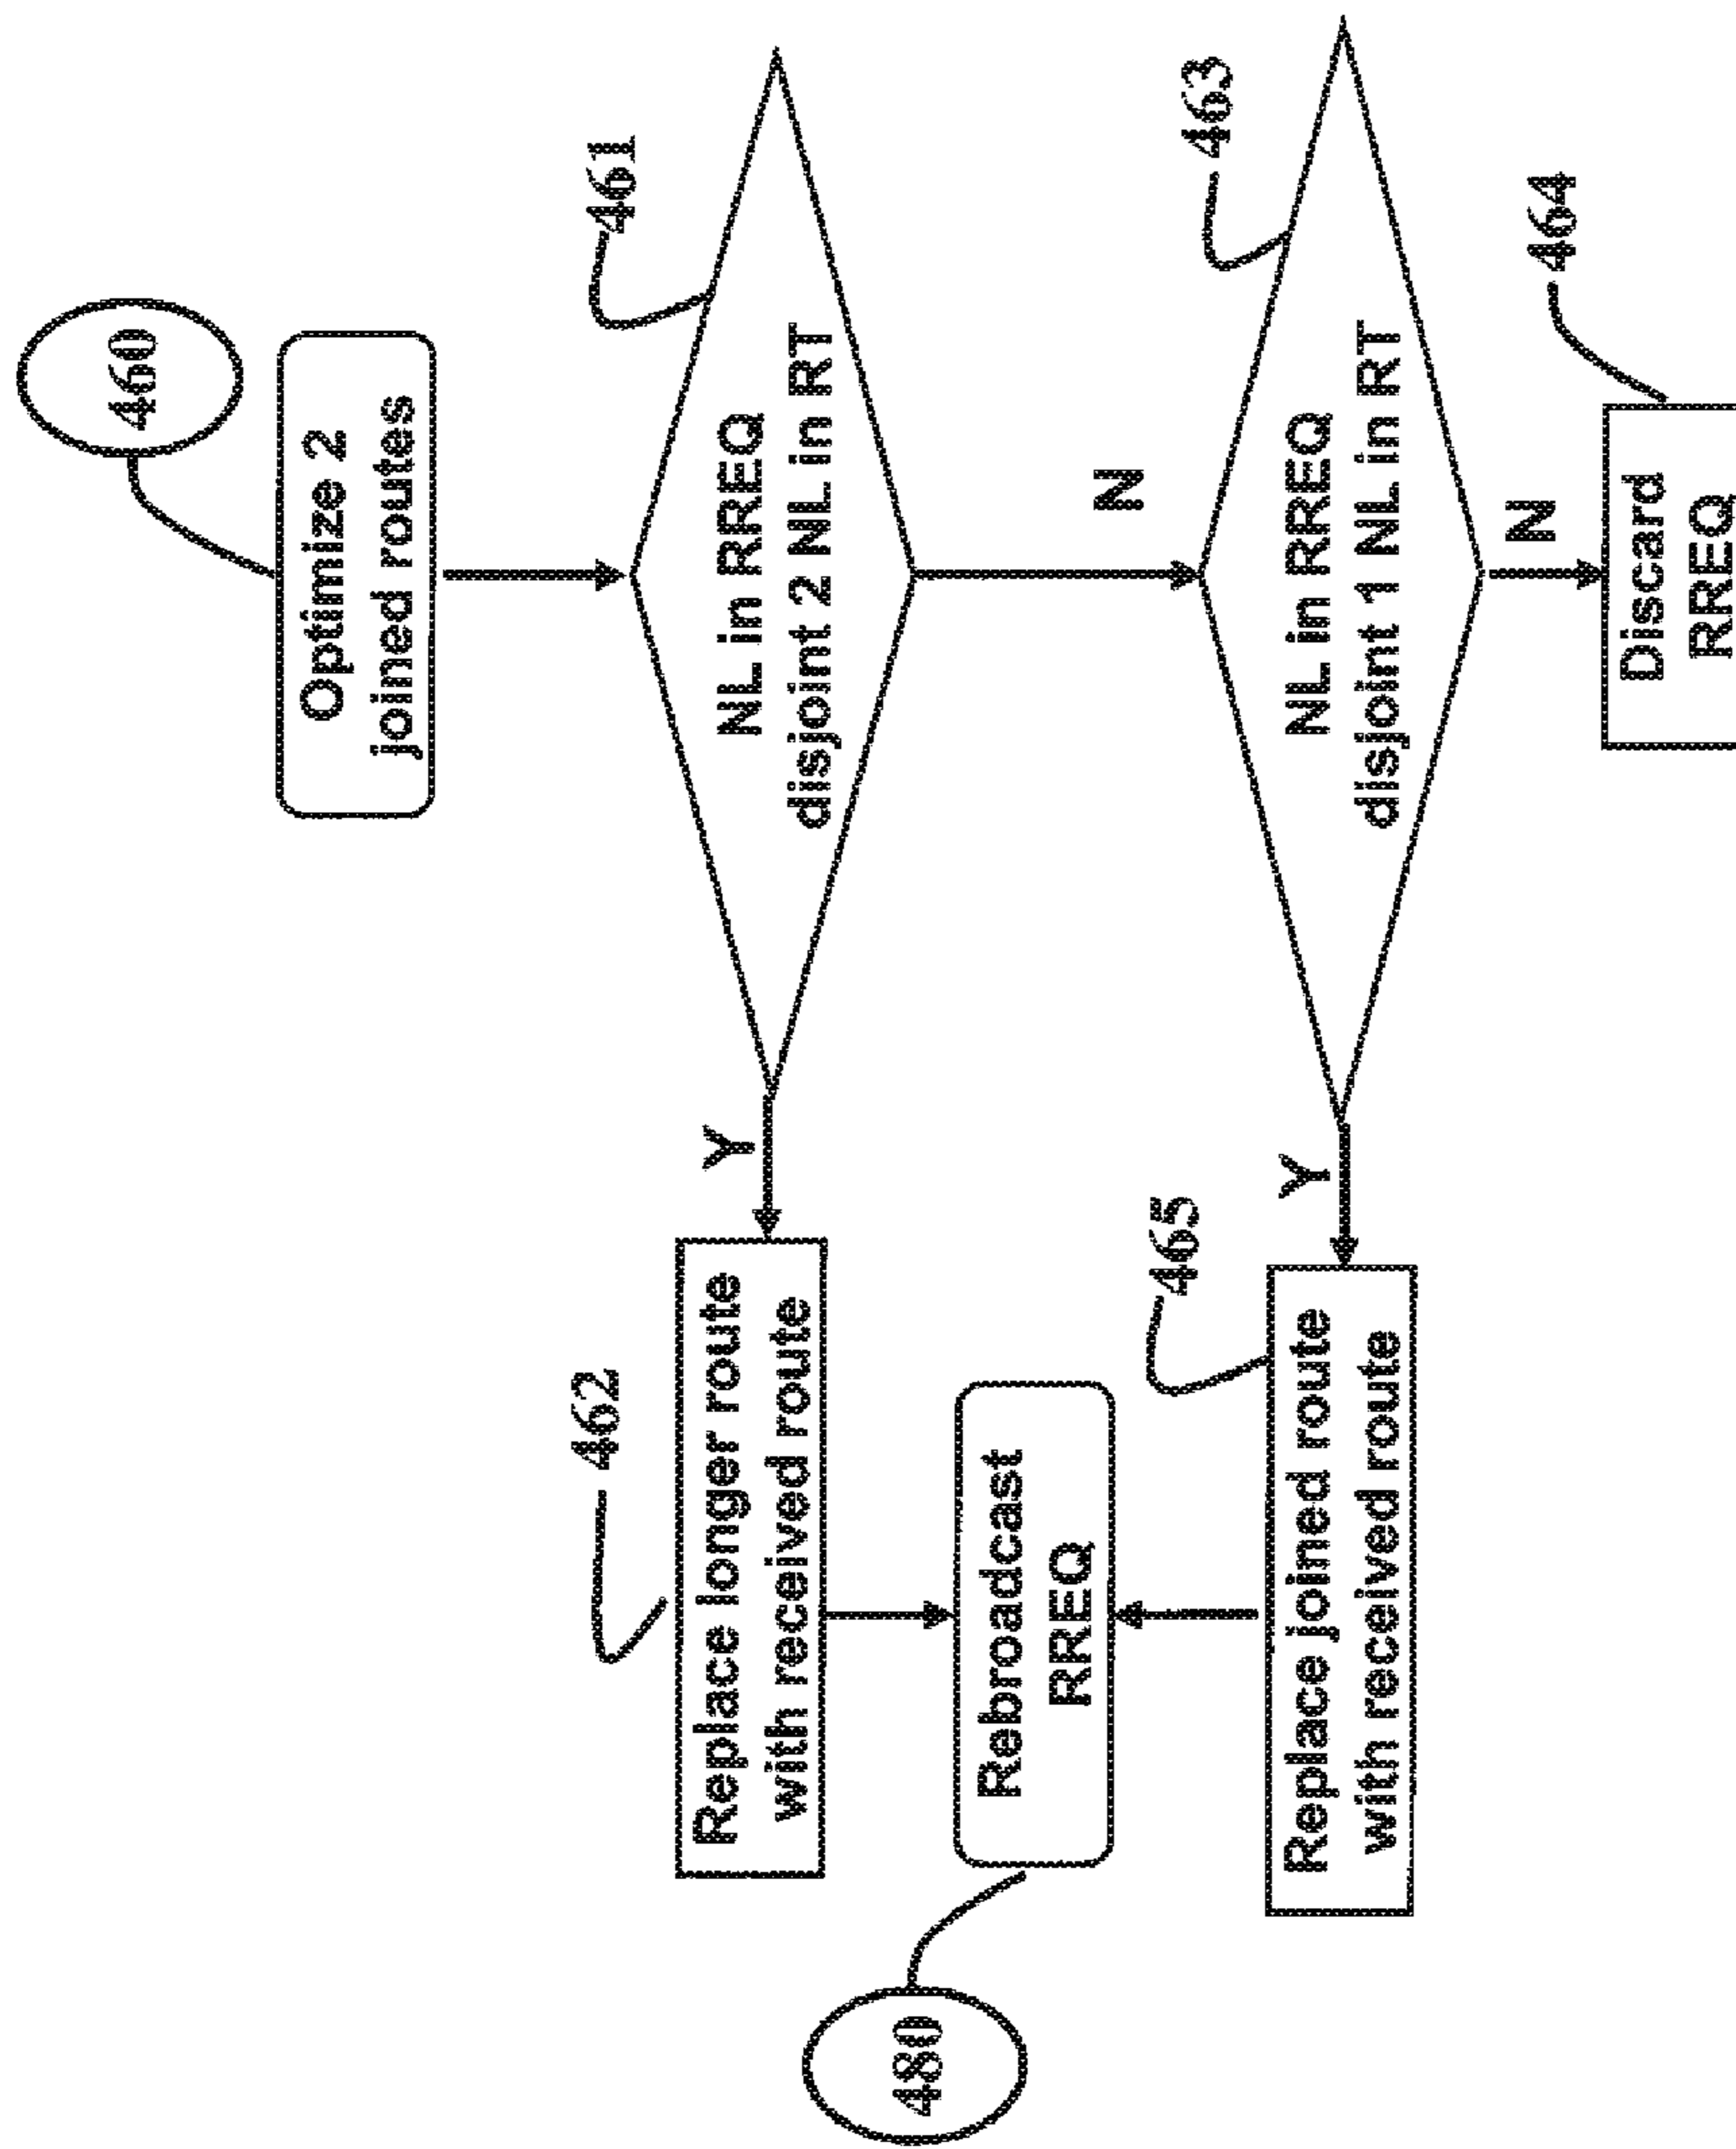 460
Optimize 2
joined routes
461
NL in RREQ
disjoint 2 NL in RT
Y
N
462
Replace longer route
with received route
463
NL in RREQ
disjoint 1 NL in RT
Y
N
464
Discard
RREQ
465
Replace joined route
with received route
Rebroadcast
RREQ
480